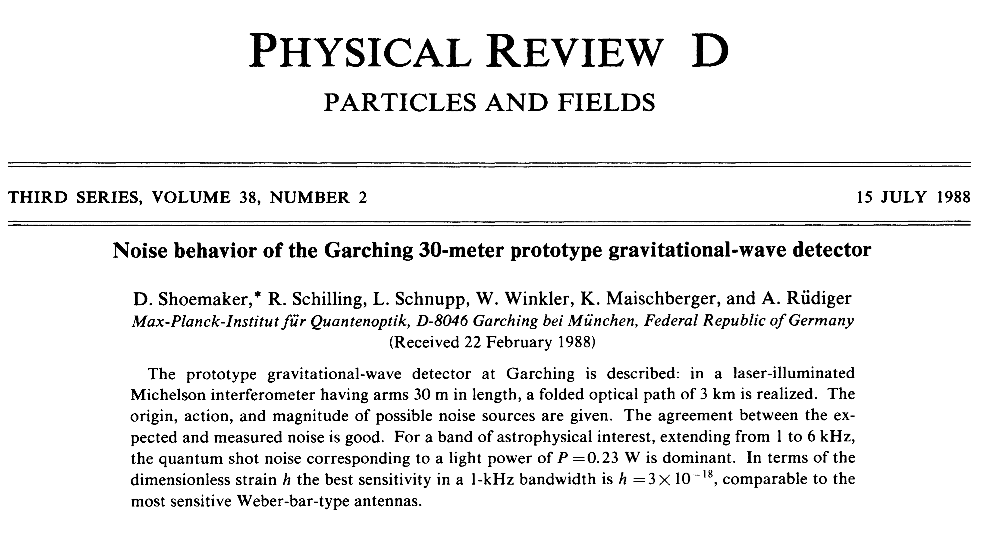 PHYSICAL REVIEW D
PARTICLES AND FIELDS
THIRD SERIES, VOLUME 38, NUMBER 2
15 JULY 1988
Noise behavior of the Garching 30-meter prototype gravitational-wave detector
D. Shoemaker,* R. Schilling, L. Schnupp, W. Winkler, K. Maischberger, and A. Rüdiger
Max-Planck-Institut für Quantenoptik, D-8046 Garching bei München, Federal Republic of Germany
(Received 22 February 1988)
The prototype gravitational-wave detector at Garching is described: in a laser-illuminated
Michelson interferometer having arms 30 m in length, a folded optical path of 3 km is realized. The
origin, action, and magnitude of possible noise sources are given. The agreement between the ex-
pected and measured noise is good. For a band of astrophysical interest, extending from 1 to 6 kHz,
the quantum shot noise corresponding to a light power of P=0.23 W is dominant. In terms of the
dimensionless strain h the best sensitivity in a 1-kHz bandwidth is h=3×10⁻¹⁸, comparable to the
most sensitive Weber-bar-type antennas.